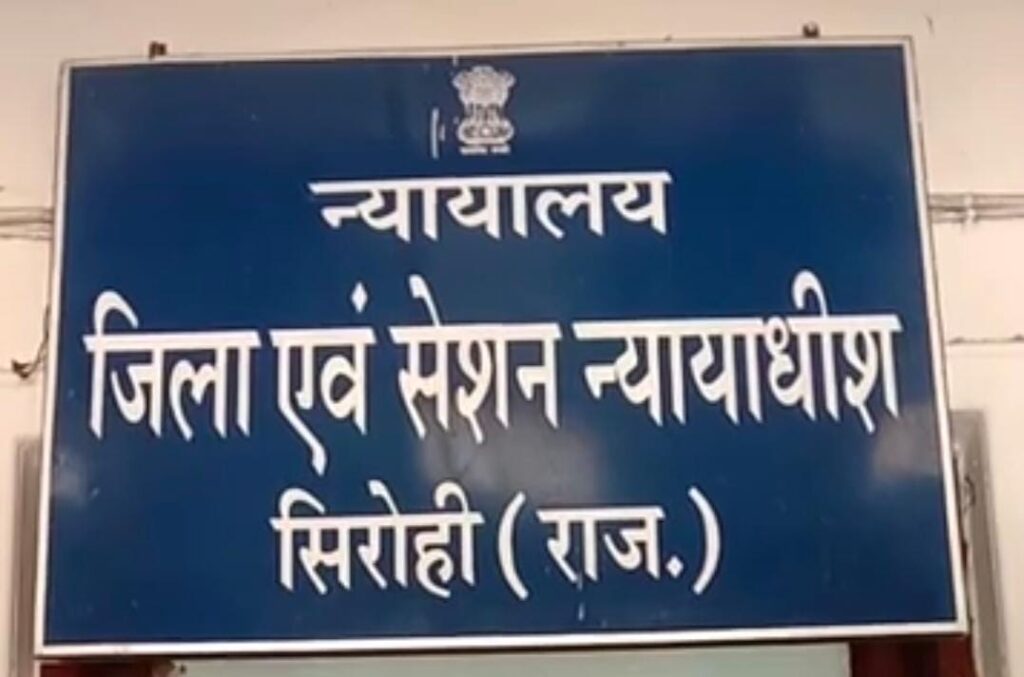 न्यायालय
जिला एवं सेशन न्यायाधीश
सिरोही (राज.)